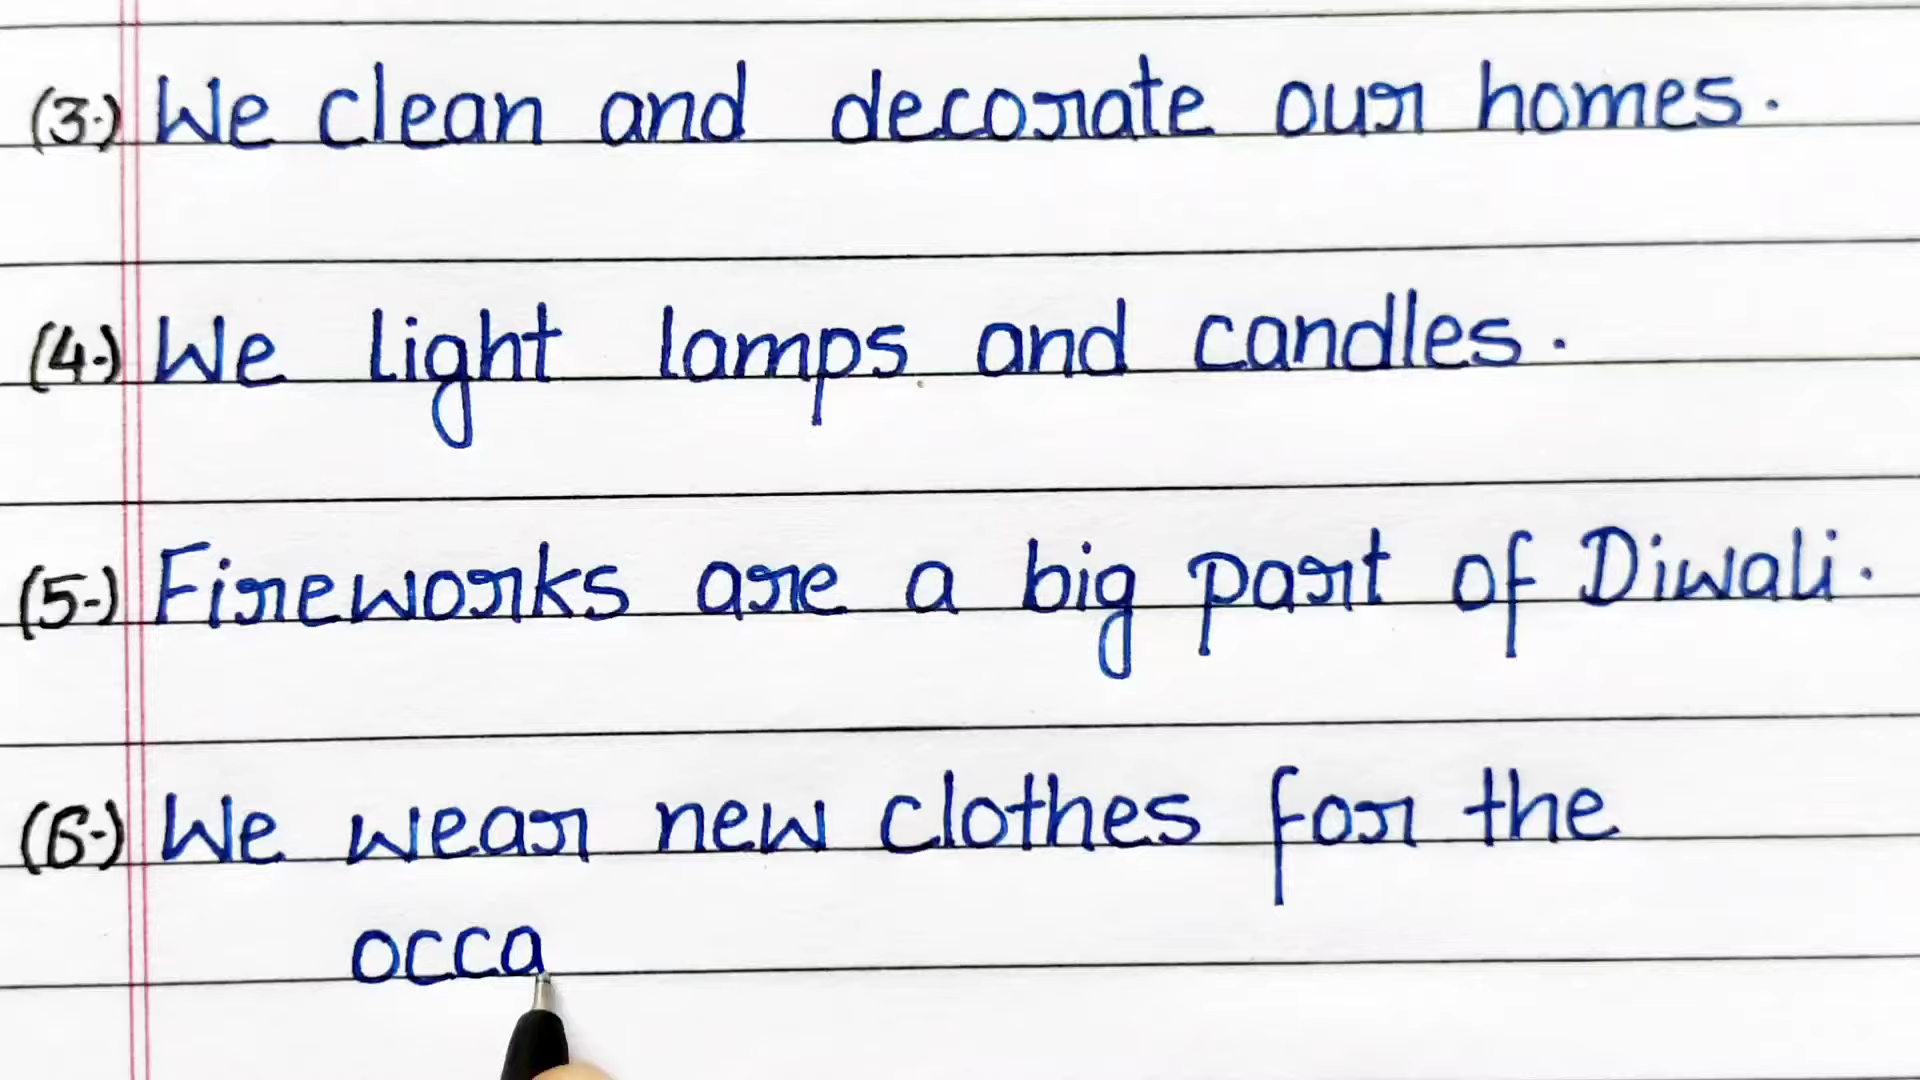 (3.) We clean and decorate our homes.
(4.) We light lamps and candles.
(5.) Fireworks are a big part of Diwali.
(6.) We wear new clothes for the
occa